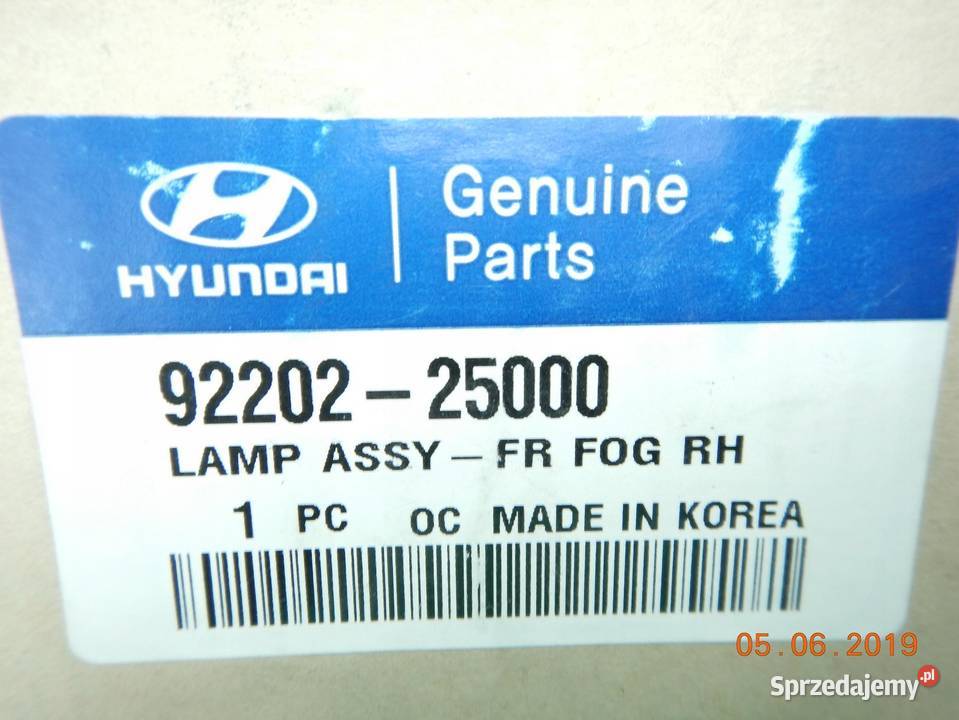 HYUNDAI
Genuine
Parts
92202-25000
LAMP ASSY-FR FOG RH
1 PC OC MADE IN KOREA
05.06.2019
Sprzedajemy.pl